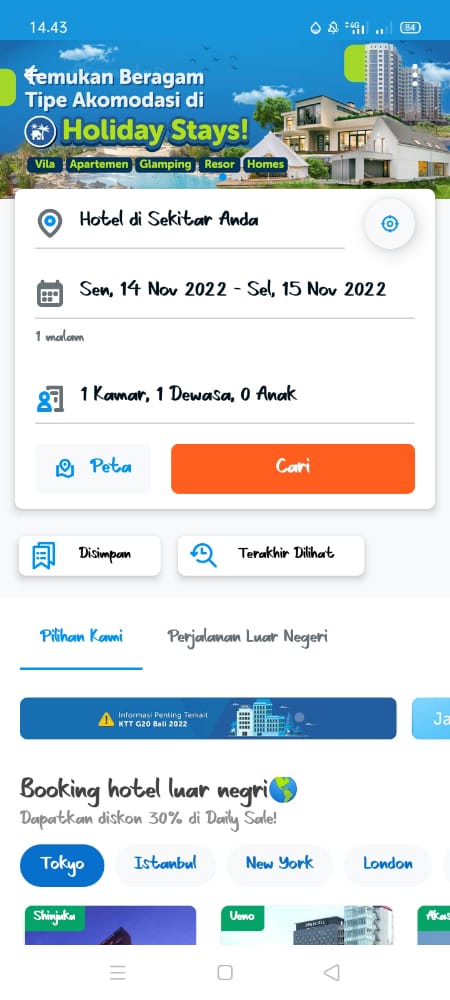 14.43
4G
84
Temukan Beragam
Tipe Akomodasi di
Holiday Stays!
Vila Apartemen Glamping Resor Homes
Hotel di Sekitar Anda
Sen, 14 Nov 2022 - Sel, 15 Nov 2022
1 malam
1 Kamar, 1 Dewasa, 0 Anak
Peta
Cari
Disimpan
Terakhir Dilihat
Pilihan Kami
Perjalanan Luar Negeri
Informasi Penting Terkait
KTT G20 Bali 2022
Ja
Booking hotel luar negri
Dapatkan diskon 30% di Daily Sale!
Tokyo
Istanbul
New York
London
Shinjuku
Ueno
Akas